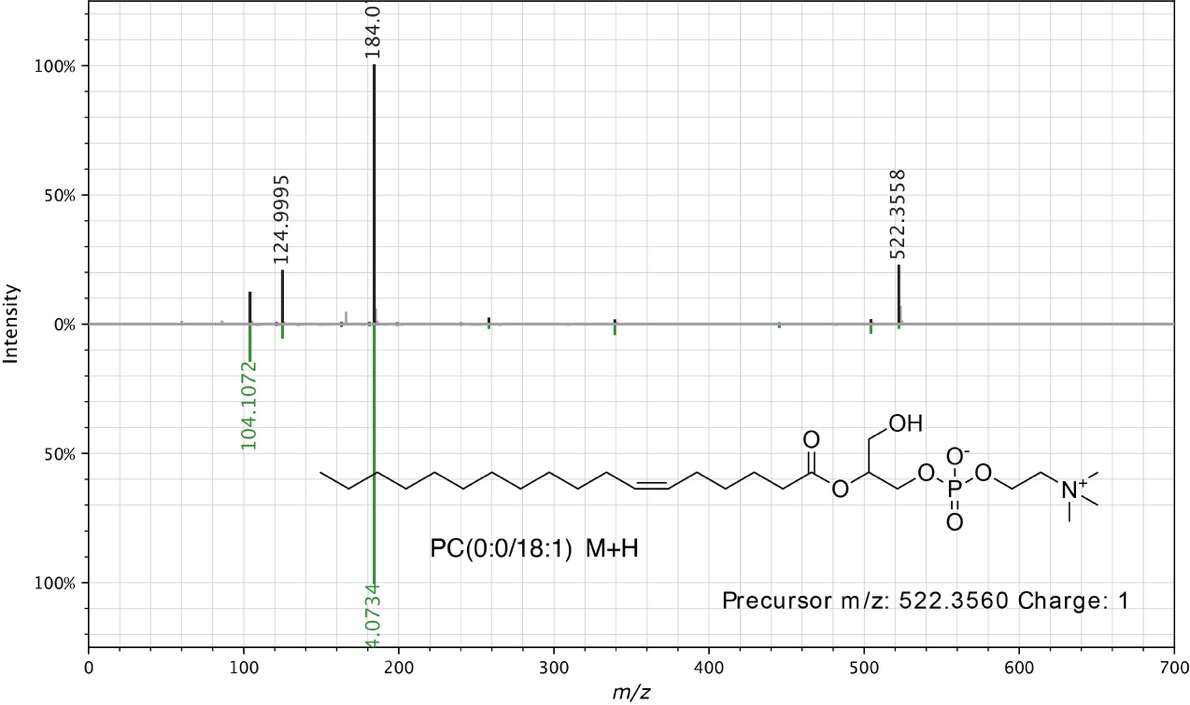 184.0
100%
124.9995
522.3558
50%
0%
Intensity
104.1072
OH
O
O-
50%
O
O
P
O
N+
O
PC(0:0/18:1) M+H
100%
4.0734
Precursor m/z: 522.3560 Charge: 1
0 100 200 300 400 500 600 700
m/z